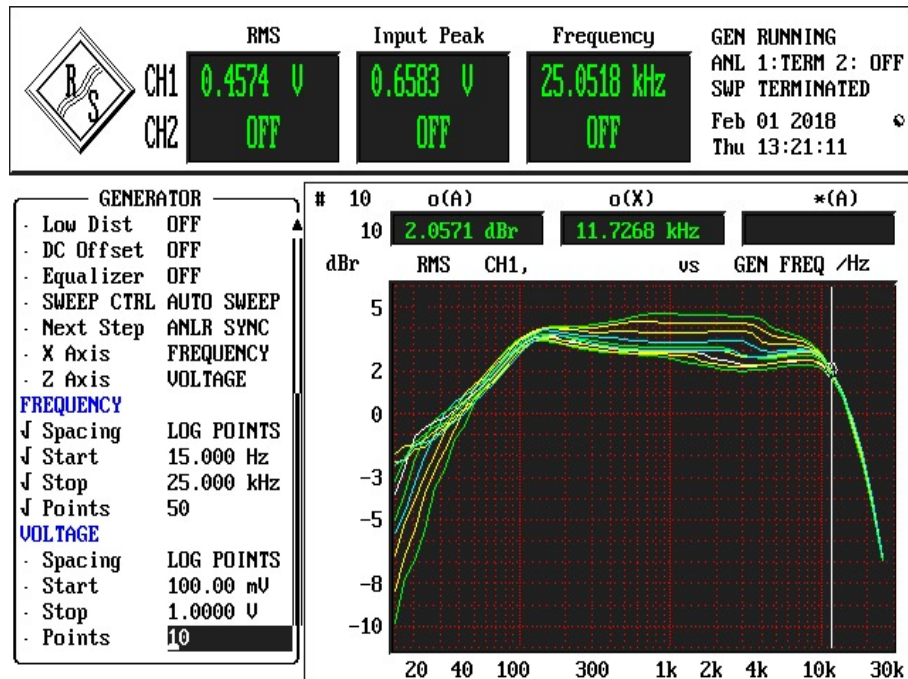 RMS Input Peak Frequency
R S
CH1 0.4574 V 0.6583 V 25.0518 kHz
CH2 OFF OFF OFF
GEN RUNNING
ANL 1:TERM 2: OFF
SWP TERMINATED
Feb 01 2018
Thu 13:21:11
GENERATOR
· Low Dist OFF
· DC Offset OFF
· Equalizer OFF
· SWEEP CTRL AUTO SWEEP
· Next Step ANLR SYNC
· X Axis FREQUENCY
· Z Axis VOLTAGE
FREQUENCY
√ Spacing LOG POINTS
√ Start 15.000 Hz
√ Stop 25.000 kHz
√ Points 50
VOLTAGE
· Spacing LOG POINTS
· Start 100.00 mV
· Stop 1.0000 V
· Points 10
# 10 o(A) o(X) *(A)
10 2.0571 dBr 11.7268 kHz
dBr RMS CH1, vs GEN FREQ /Hz
5
2
0
-3
-5
-8
-10
20 40 100 300 1k 2k 4k 10k 30k